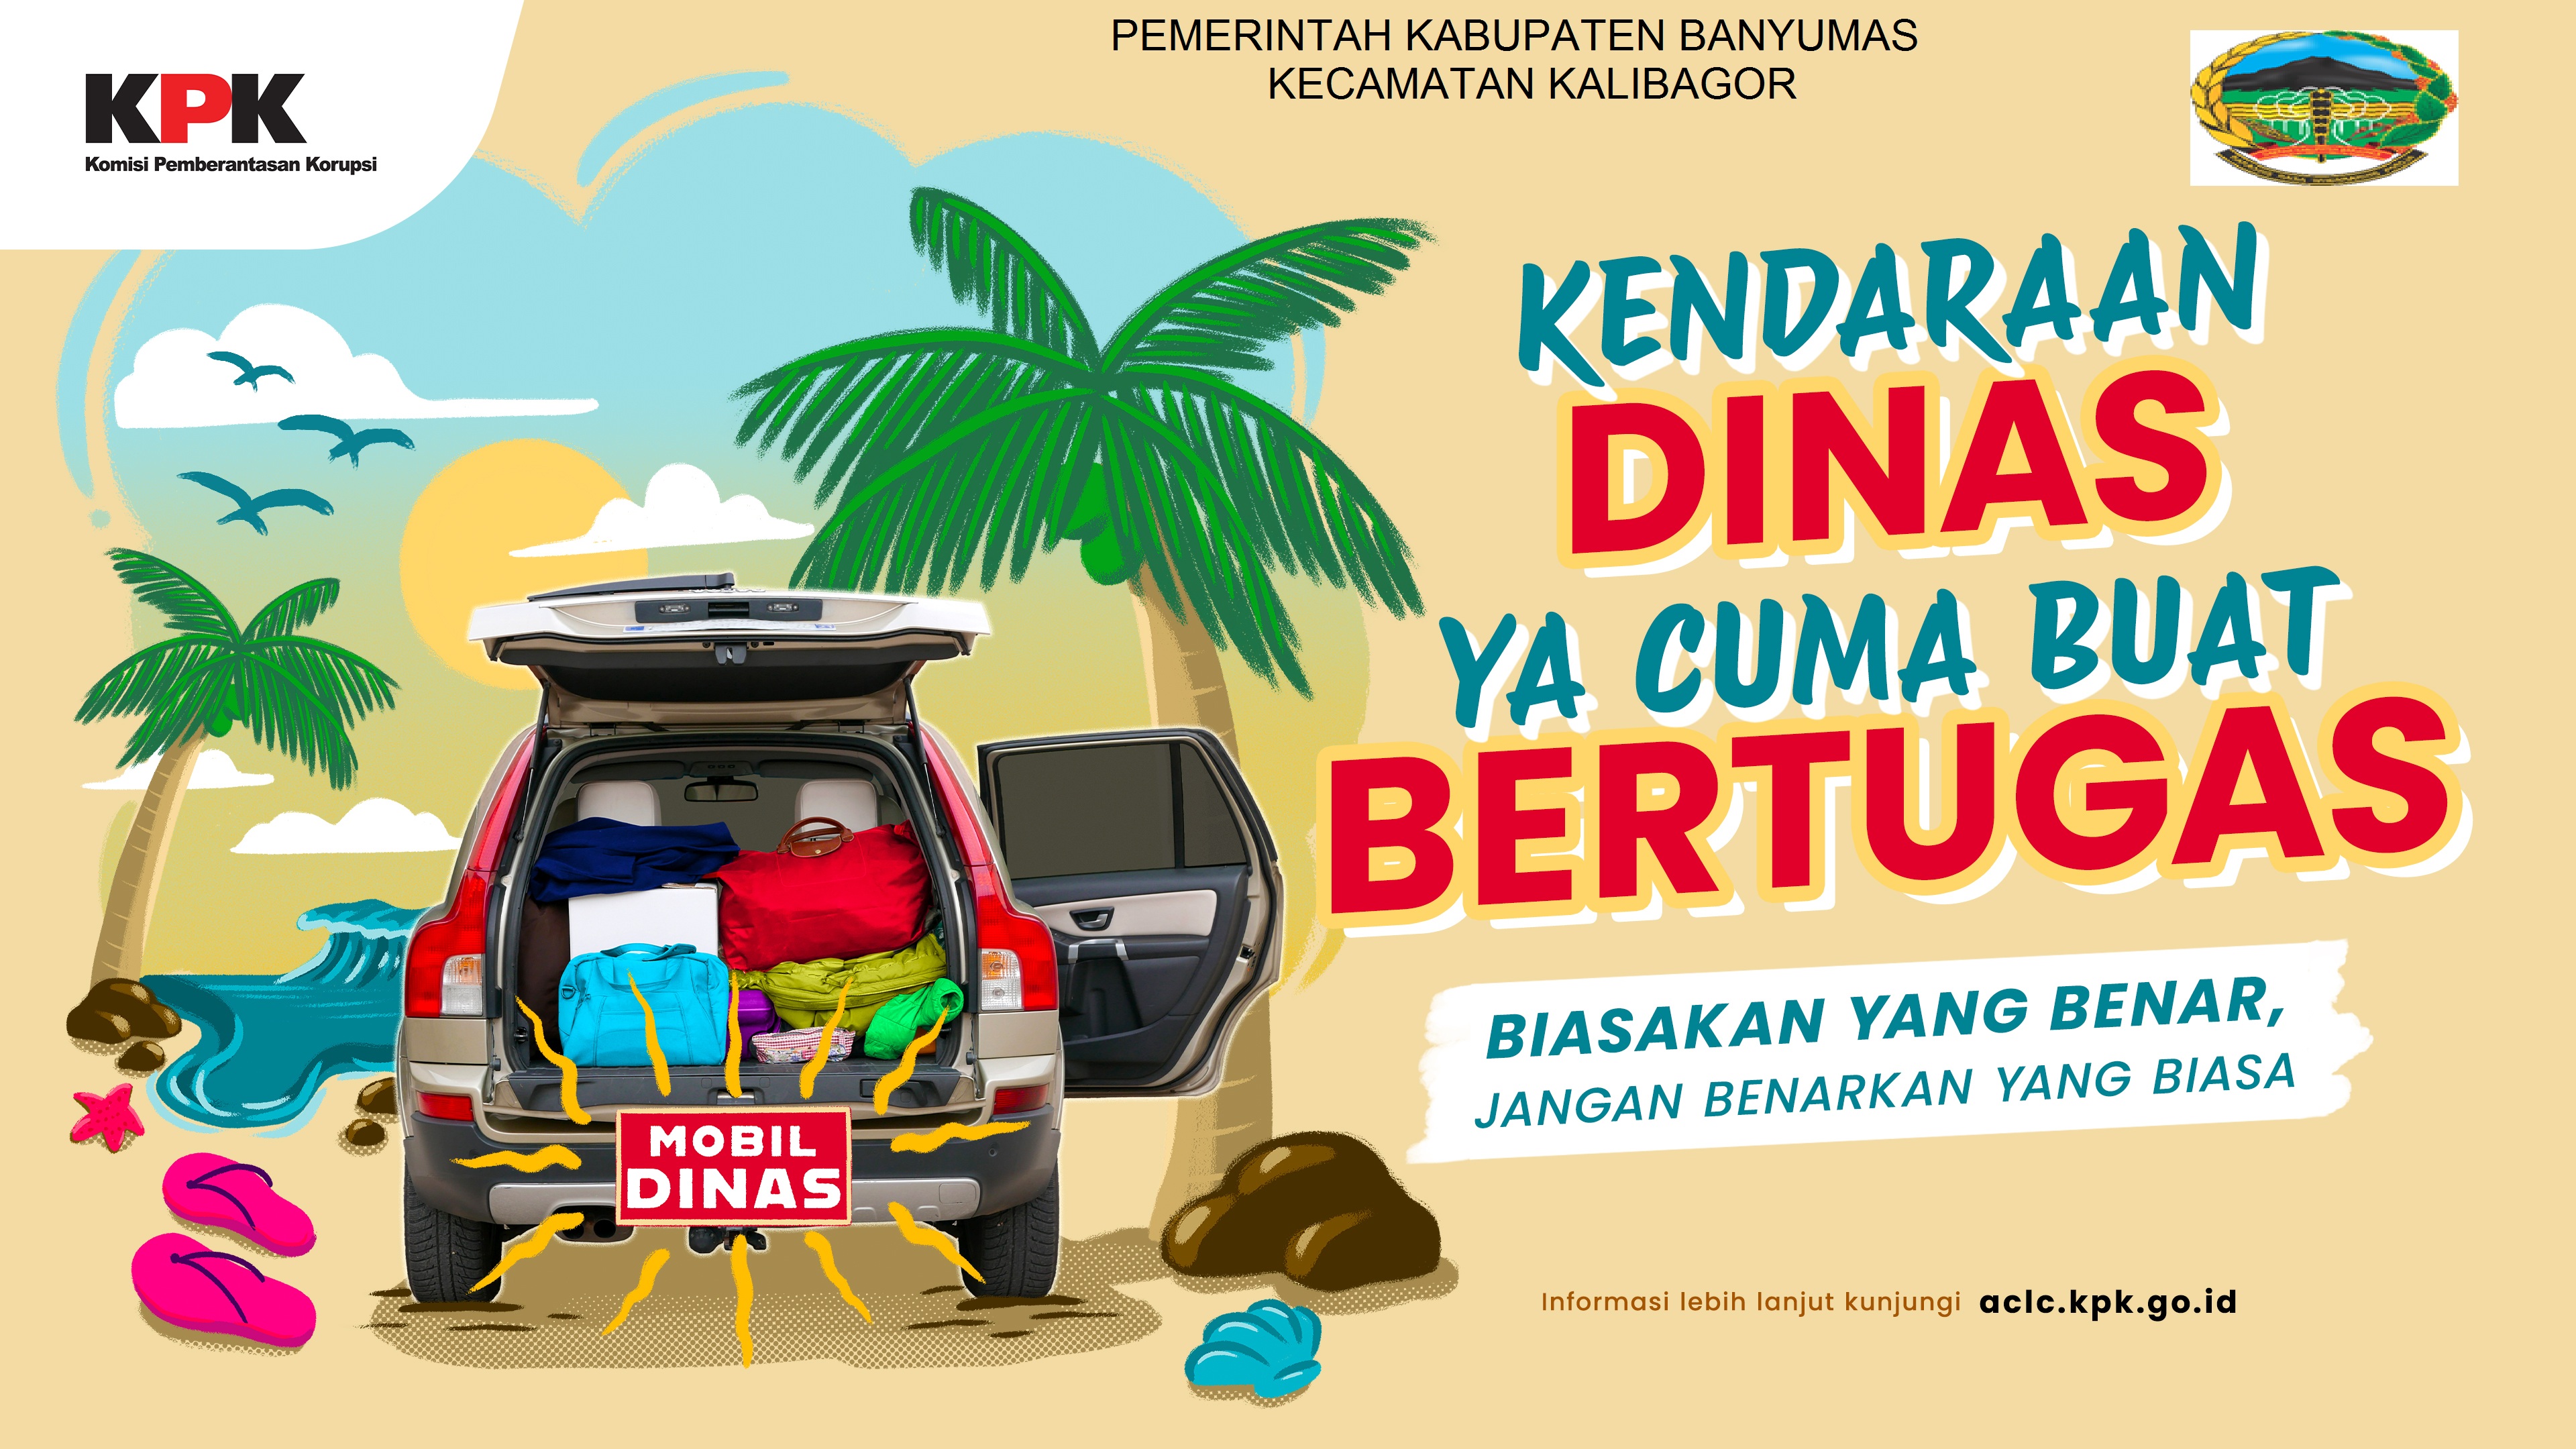 KPK
Komisi Pemberantasan Korupsi
PEMERINTAH KABUPATEN BANYUMAS
KECAMATAN KALIBAGOR
KENDARAAN
DINAS
YA CUMA BUAT
BERTUGAS
BIASAKAN YANG BENAR,
JANGAN BENARKAN YANG BIASA
MOBIL
DINAS
Informasi lebih lanjut kunjungi aclc.kpk.go.id